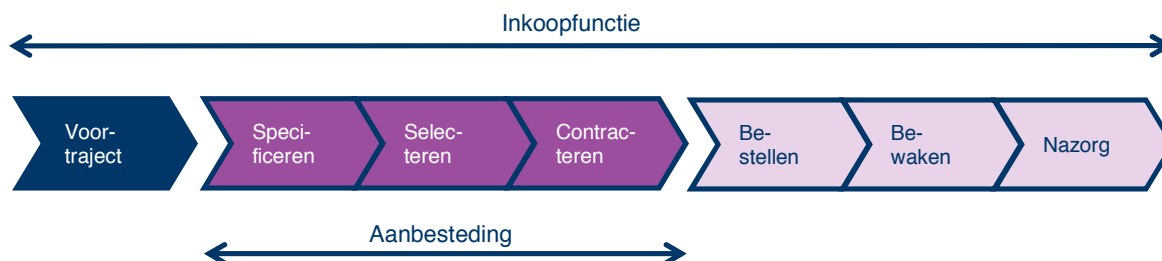 Inkoopfunctie
Voor-
traject
Speci-
ficeren
Selec-
teren
Contrac-
teren
Be-
stellen
Be-
waken
Nazorg
Aanbesteding